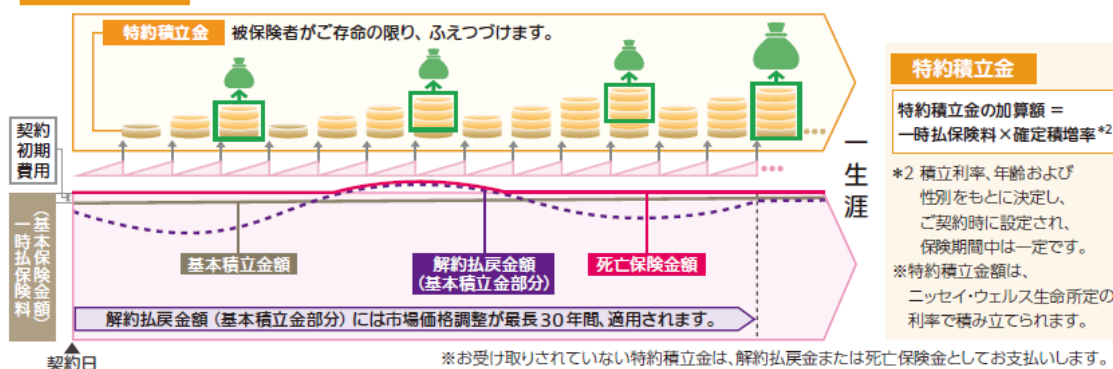 特約積立金 被保険者がご存命の限り、ふえつづけます。
契約
初期
費用
一時払保険料
(基本保険金額)
基本積立金額
解約払戻金額
(基本積立金部分)
死亡保険金額
解約払戻金額(基本積立金部分)には市場価格調整が最長30年間、適用されます。
契約日
一生涯
特約積立金
特約積立金の加算額 =
一時払保険料×確定積増率*2
*2 積立利率、年齢および
性別をもとに決定し、
ご契約時に設定され、
保険期間中は一定です。
※特約積立金額は、
ニッセイ・ウェルス生命所定の
利率で積み立てられます。
※お受け取りされていない特約積立金は、解約払戻金または死亡保険金としてお支払いします。